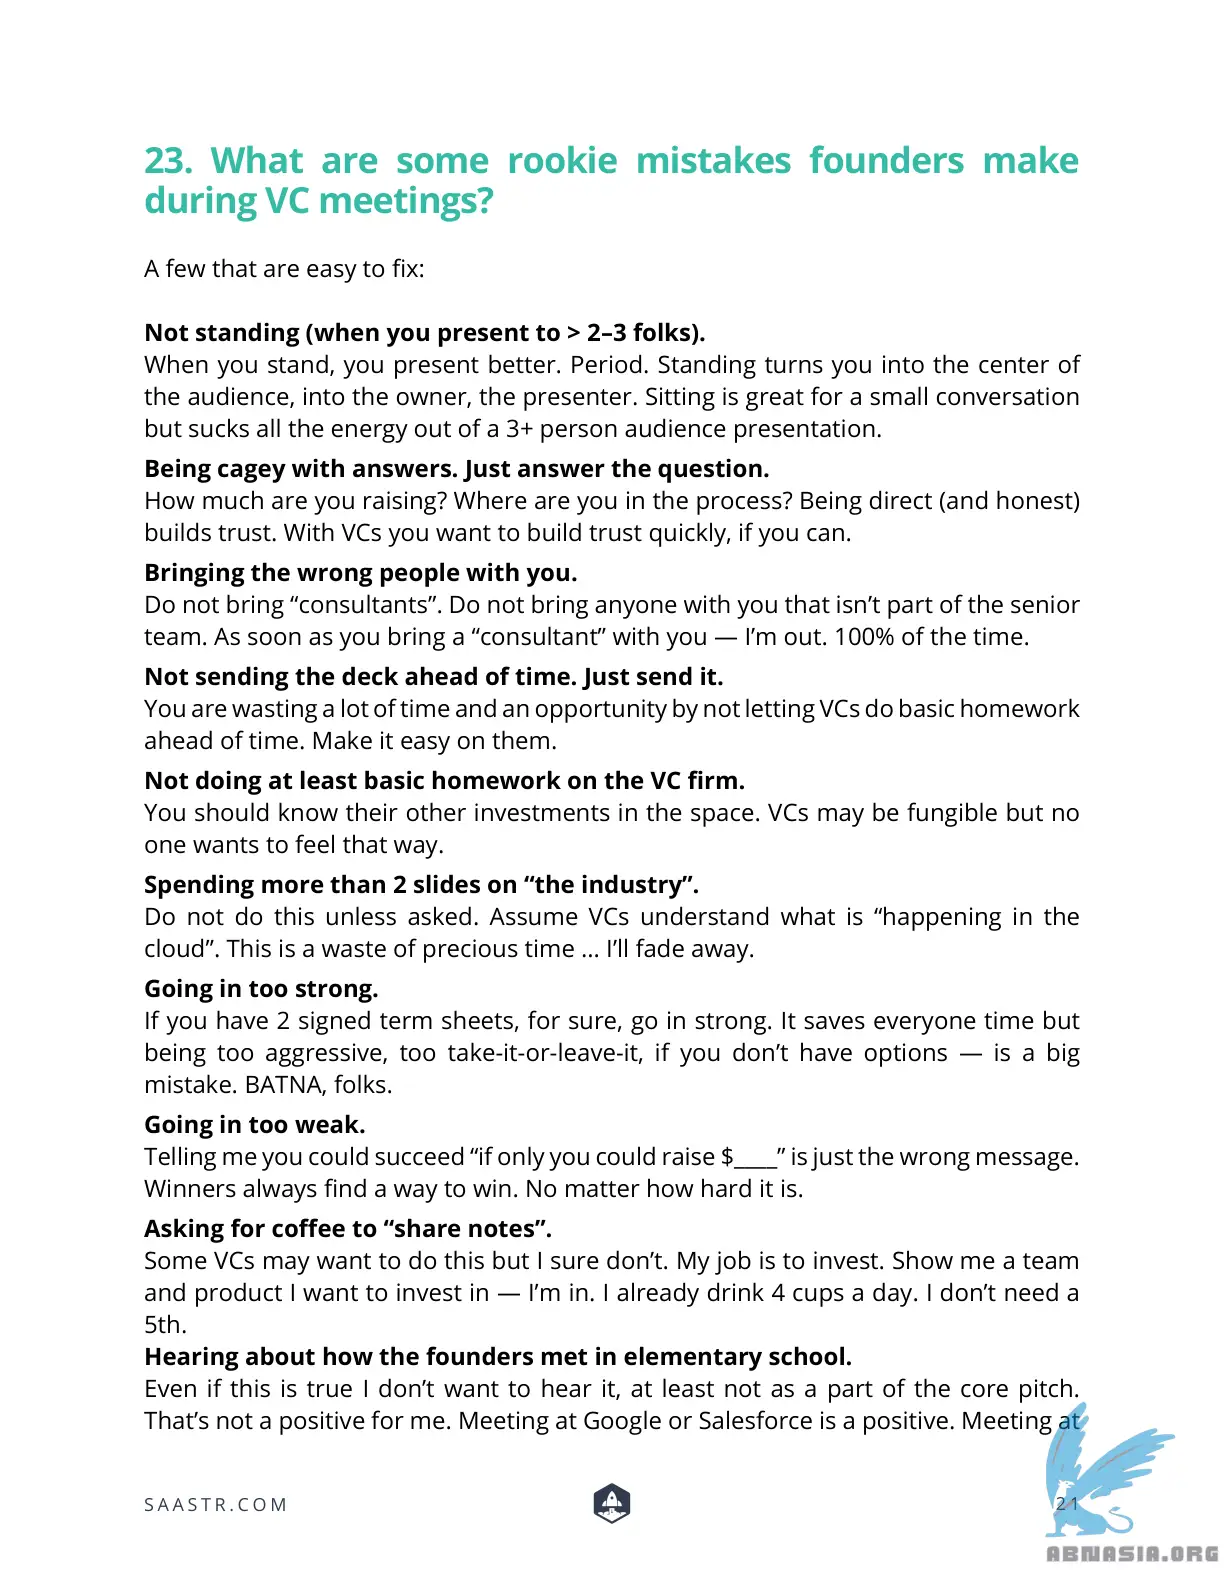 23. What are some rookie mistakes founders make
during VC meetings?
A few that are easy to fix:
Not standing (when you present to > 2–3 folks).
When you stand, you present better. Period. Standing turns you into the center of
the audience, into the owner, the presenter. Sitting is great for a small conversation
but sucks all the energy out of a 3+ person audience presentation.
Being cagey with answers. Just answer the question.
How much are you raising? Where are you in the process? Being direct (and honest)
builds trust. With VCs you want to build trust quickly, if you can.
Bringing the wrong people with you.
Do not bring “consultants”. Do not bring anyone with you that isn’t part of the senior
team. As soon as you bring a “consultant” with you — I’m out. 100% of the time.
Not sending the deck ahead of time. Just send it.
You are wasting a lot of time and an opportunity by not letting VCs do basic homework
ahead of time. Make it easy on them.
Not doing at least basic homework on the VC firm.
You should know their other investments in the space. VCs may be fungible but no
one wants to feel that way.
Spending more than 2 slides on “the industry”.
Do not do this unless asked. Assume VCs understand what is “happening in the
cloud”. This is a waste of precious time … I’ll fade away.
Going in too strong.
If you have 2 signed term sheets, for sure, go in strong. It saves everyone time but
being too aggressive, too take-it-or-leave-it, if you don’t have options — is a big
mistake. BATNA, folks.
Going in too weak.
Telling me you could succeed “if only you could raise $____” is just the wrong message.
Winners always find a way to win. No matter how hard it is.
Asking for coffee to “share notes”.
Some VCs may want to do this but I sure don’t. My job is to invest. Show me a team
and product I want to invest in — I’m in. I already drink 4 cups a day. I don’t need a
5th.
Hearing about how the founders met in elementary school.
Even if this is true I don’t want to hear it, at least not as a part of the core pitch.
That’s not a positive for me. Meeting at Google or Salesforce is a positive. Meeting at
SAASTR.COM
21
ABNASIA.ORG